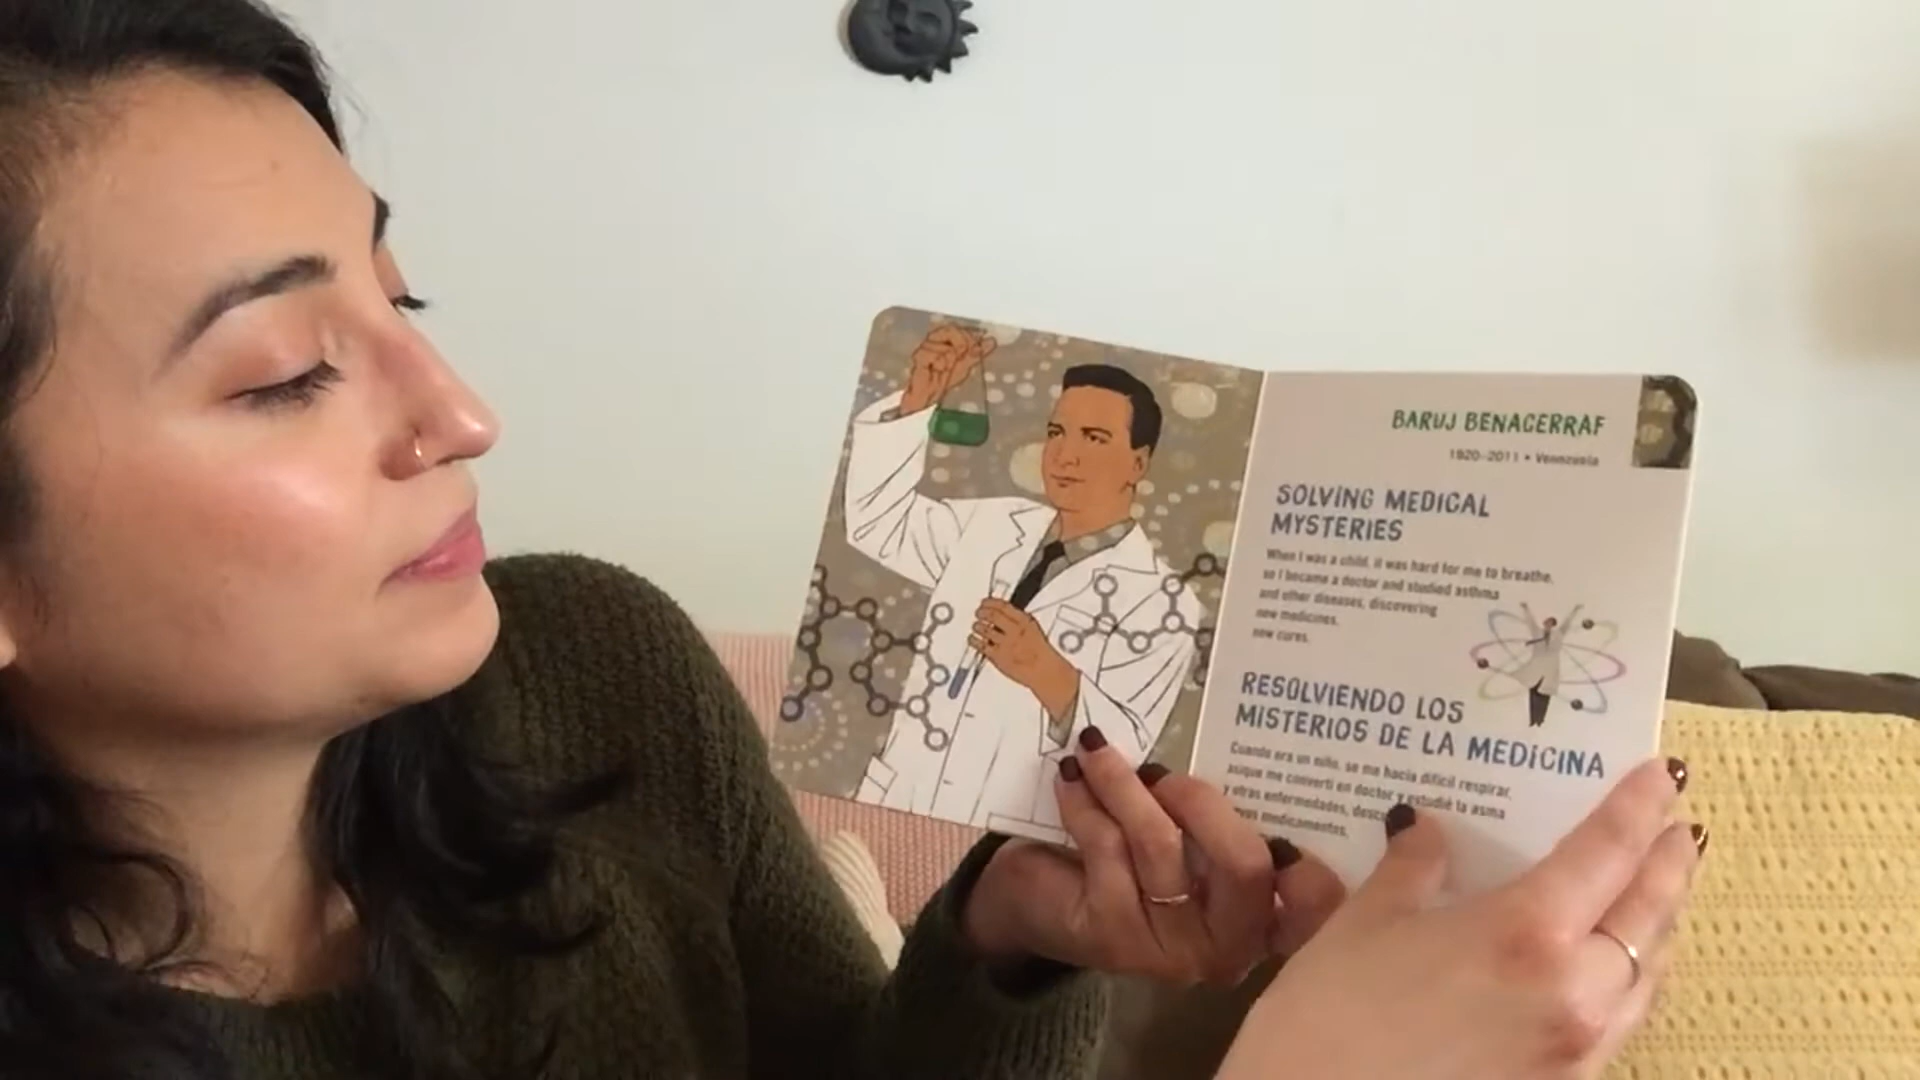 BARUJ BENACERRAF
1920–2011 • Venezuela
SOLVING MEDICAL
MYSTERIES
When I was a child, it was hard for me to breathe,
so I became a doctor and studied asthma
and other diseases, discovering
new medicines,
new cures.
RESOLVIENDO LOS
MISTERIOS DE LA MEDICINA
Cuando era un niño, se me hacía difícil respirar,
asique me convertí en doctor y estudié la asma
y otras enfermedades,
medicamentos,